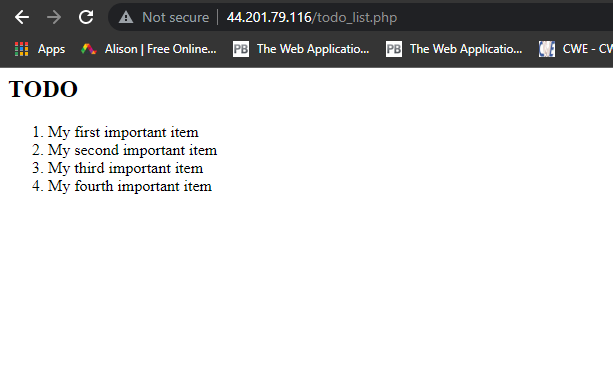 Not secure | 44.201.79.116/todo_list.php
Apps Alison | Free Online... PB The Web Applicatio... PB The Web Applicatio... CWE - CW
TODO
1. My first important item
2. My second important item
3. My third important item
4. My fourth important item